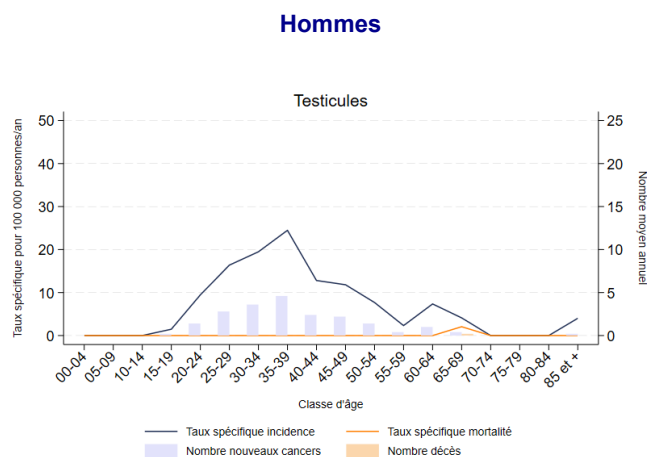 Hommes
Testicules
Taux spécifique pour 100 000 personnes/an
50
40
30
20
10
0
25
20
15
10
5
0
Nombre moyen annuel
00-04
05-09
10-14
15-19
20-24
25-29
30-34
35-39
40-44
45-49
50-54
55-59
60-64
65-69
70-74
75-79
80-84
85 et +
Classe d'âge
Taux spécifique incidence
Taux spécifique mortalité
Nombre nouveaux cancers
Nombre décès